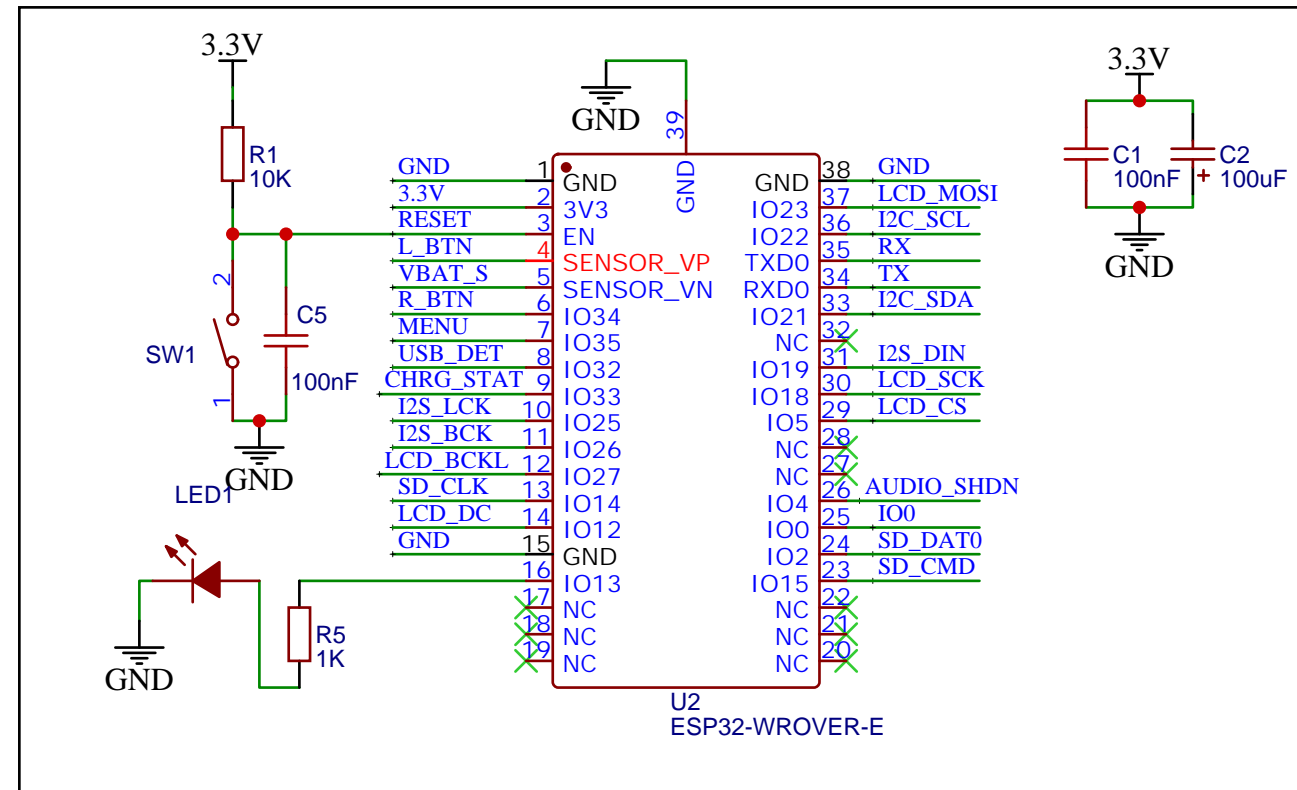 3.3V
R1
10K
2
SW1
1
C5
100nF
GND
LED1
GND
R5
1K
GND
39
GND
GND 1 GND
3.3V 2 3V3
RESET 3 EN
L_BTN 4 SENSOR_VP
VBAT_S 5 SENSOR_VN
R_BTN 6 IO34
MENU 7 IO35
USB_DET 8 IO32
CHRG_STAT 9 IO33
I2S_LCK 10 IO25
I2S_BCK 11 IO26
LCD_BCKL 12 IO27
SD_CLK 13 IO14
LCD_DC 14 IO12
GND 15 GND
16 IO13
17 NC
18 NC
19 NC
GND 38 GND
IO23 37 LCD_MOSI
IO22 36 I2C_SCL
TXD0 35 RX
RXD0 34 TX
IO21 33 I2C_SDA
NC 32
IO19 31 I2S_DIN
IO18 30 LCD_SCK
IO5 29 LCD_CS
NC 28
NC 27
IO4 26 AUDIO_SHDN
IO0 25 IO0
IO2 24 SD_DAT0
IO15 23 SD_CMD
NC 22
NC 21
NC 20
U2
ESP32-WROVER-E
3.3V
C1
100nF
C2
+ 100uF
GND